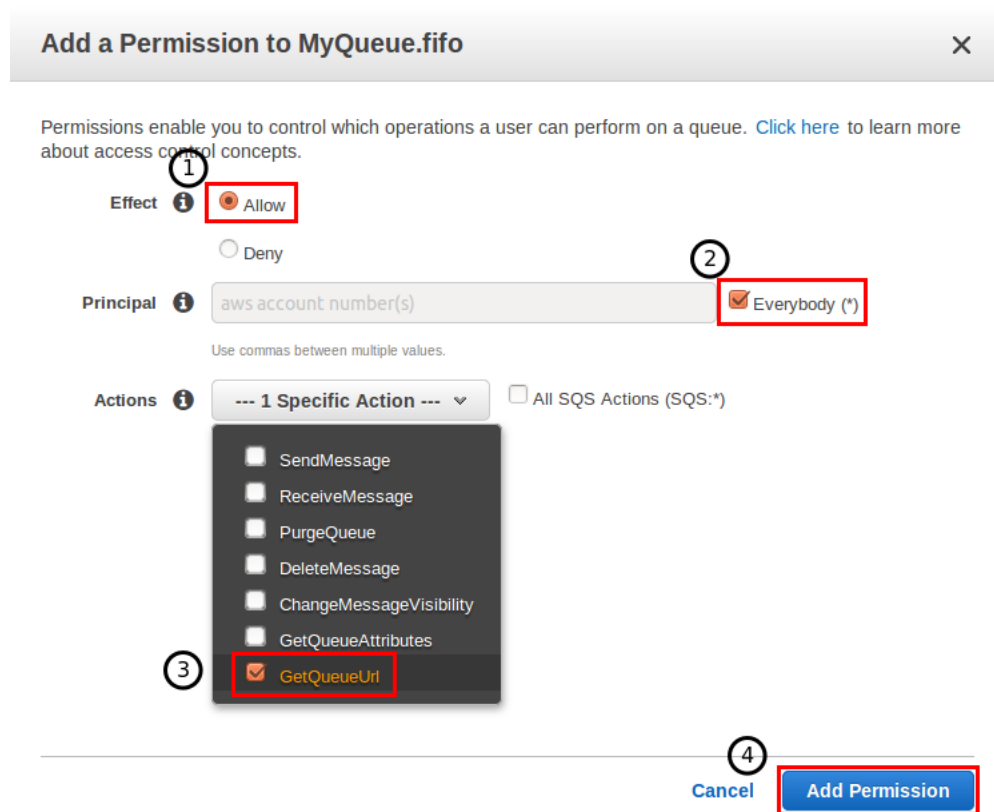 Add a Permission to MyQueue.fifo
Permissions enable you to control which operations a user can perform on a queue. Click here to learn more
about access control concepts.
1
Effect Allow
Deny
2
Principal aws account number(s) Everybody (*)
Use commas between multiple values.
Actions --- 1 Specific Action --- All SQS Actions (SQS:*)
SendMessage
ReceiveMessage
PurgeQueue
DeleteMessage
ChangeMessageVisibility
GetQueueAttributes
3 GetQueueUrl
4
Cancel Add Permission